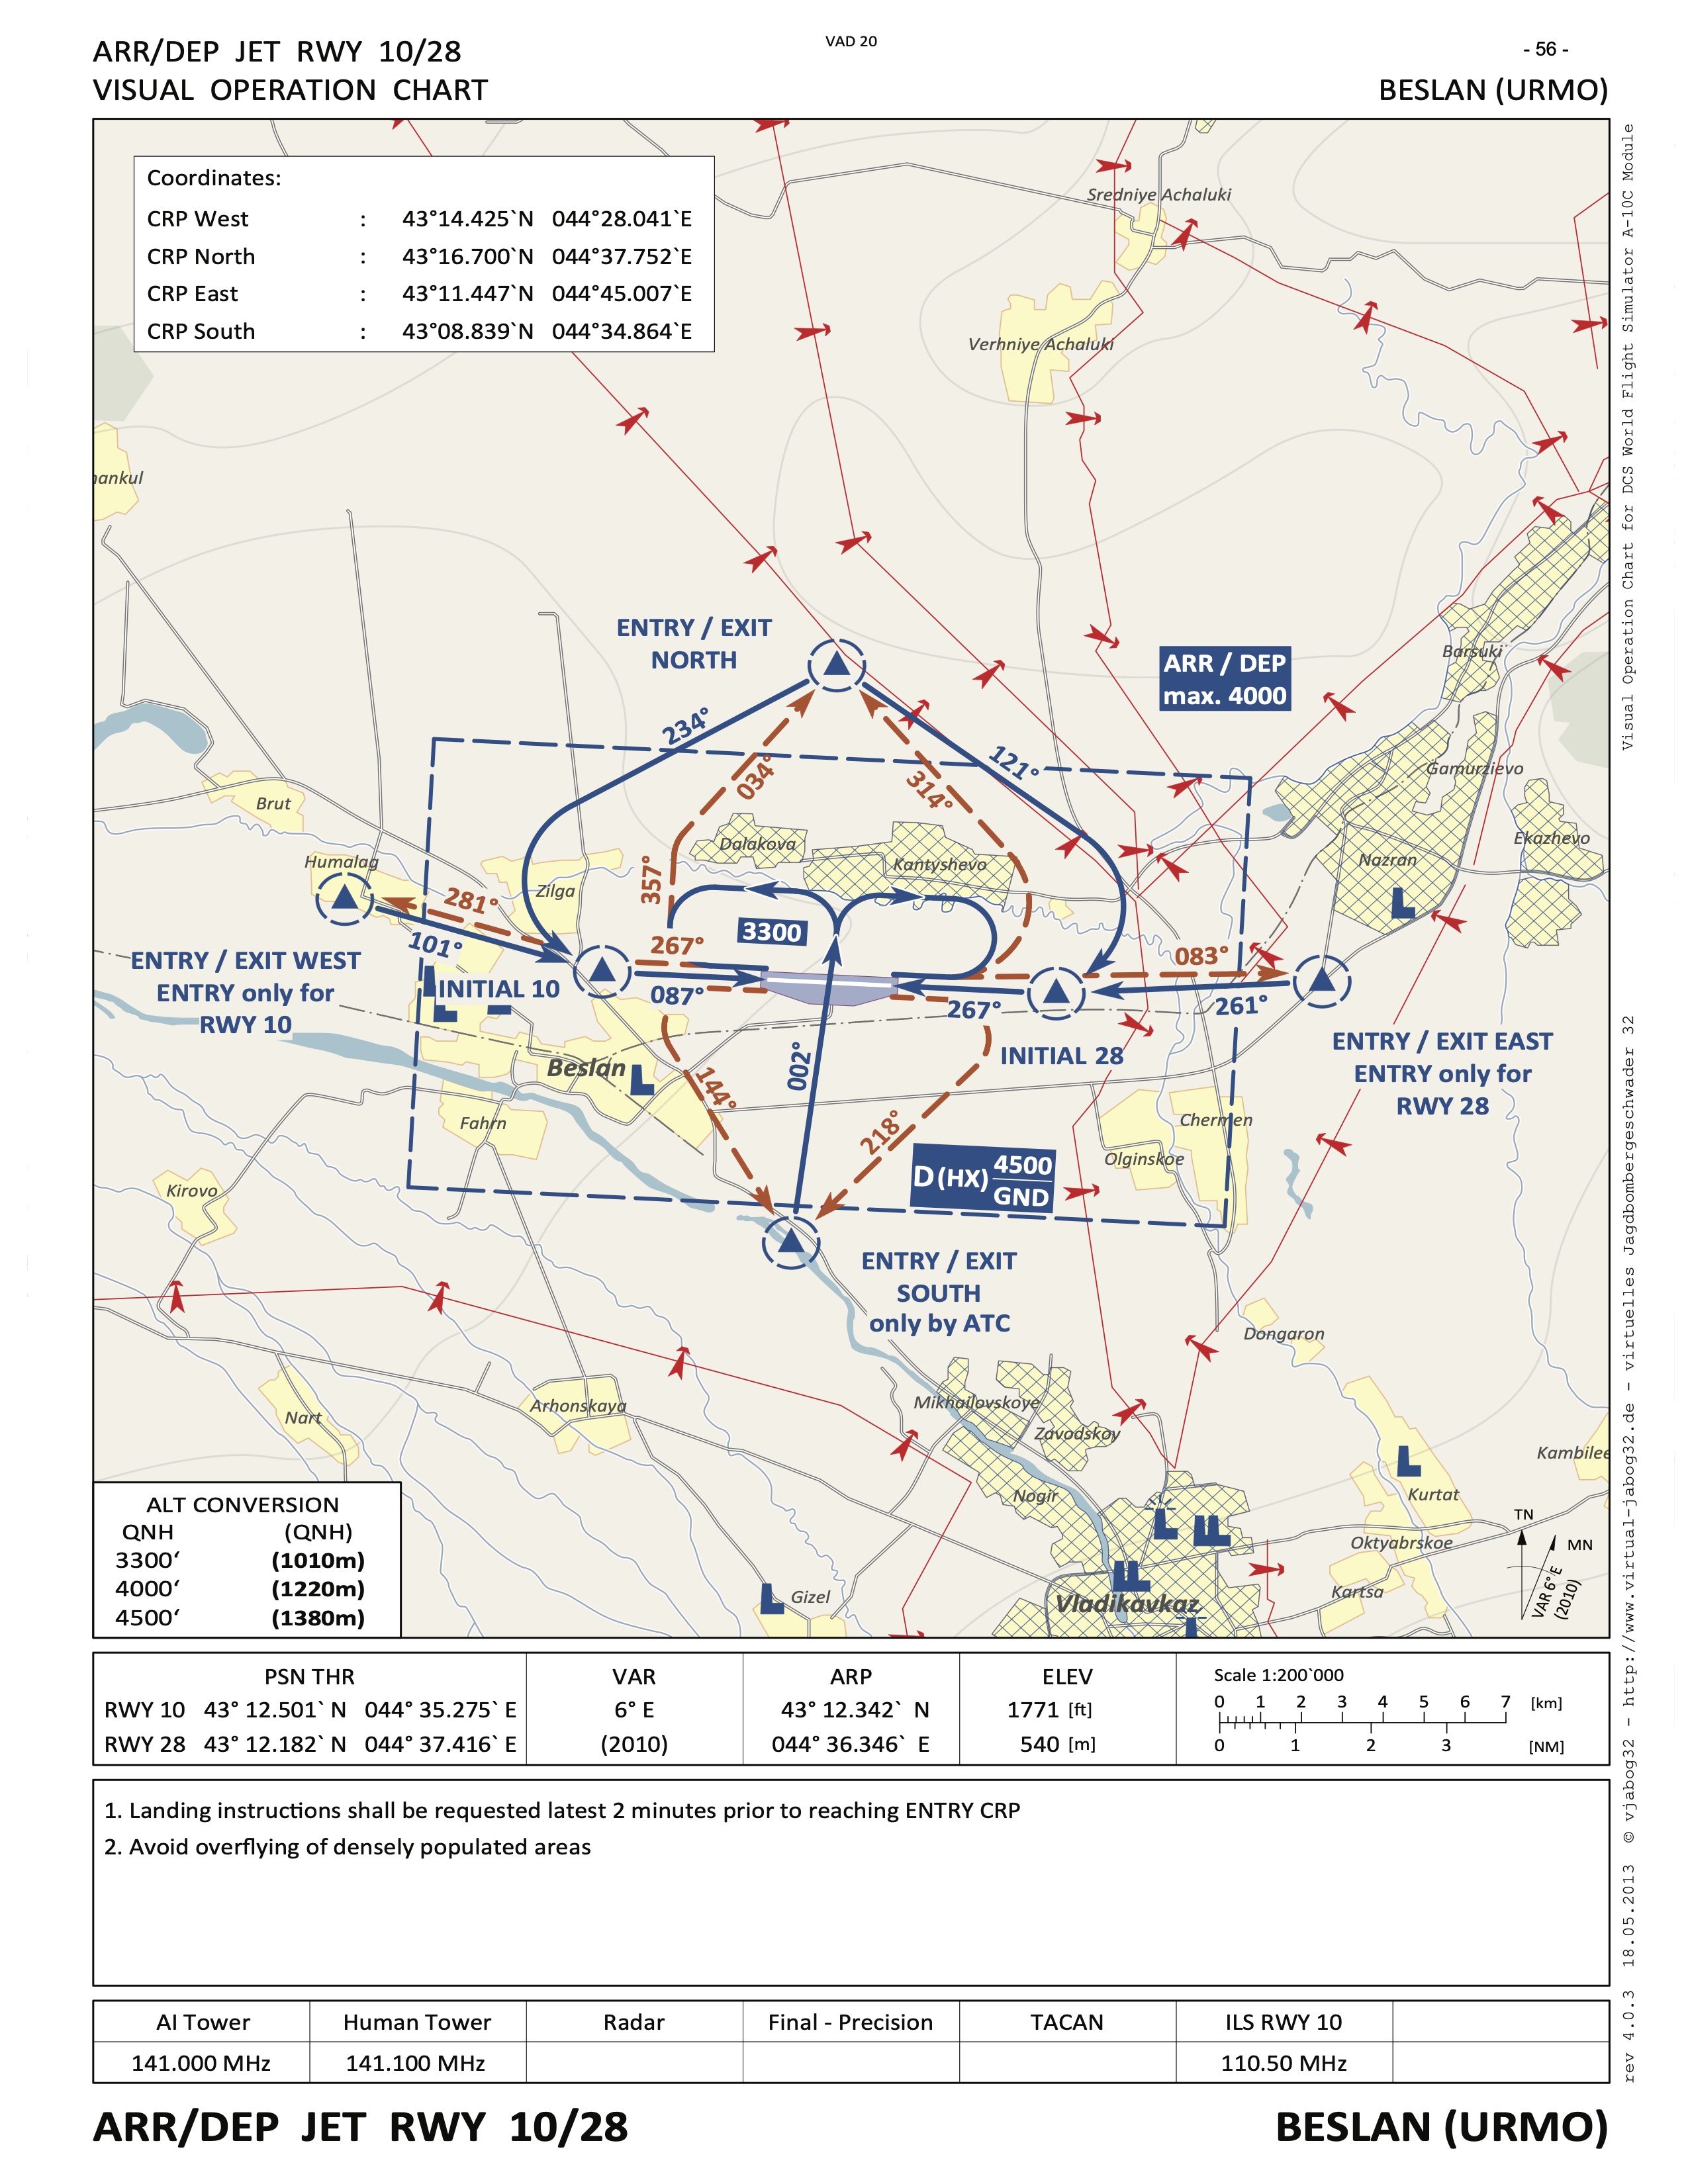 ARR/DEP JET RWY 10/28
VISUAL OPERATION CHART
VAD 20
- 56 -
BESLAN (URMO)
Coordinates:
CRP West : 43°14.425`N 044°28.041`E
CRP North : 43°16.700`N 044°37.752`E
CRP East : 43°11.447`N 044°45.007`E
CRP South : 43°08.839`N 044°34.864`E
Sredniye Achaluki
Verhniye Achaluki
ankul
ENTRY / EXIT
NORTH
ARR / DEP
max. 4000
Barsuki
234°
121°
034°
314°
Gamurzievo
Brut
Dalakova
Kantyshevo
Ekazhevo
Nazran
Humalag
Zilga
357°
281°
101°
3300
267°
083°
ENTRY / EXIT WEST
ENTRY only for
RWY 10
INITIAL 10
087°
267°
261°
002°
INITIAL 28
ENTRY / EXIT EAST
ENTRY only for
RWY 28
Beslan
144°
218°
Fahrn
Chermen
Olginskoe
D (HX) 4500
GND
Kirovo
ENTRY / EXIT
SOUTH
only by ATC
Dongaron
Nart
Arhonskaya
Mikhailovskoye
Zavodskoy
Kambilee
Nogir
Kurtat
Oktyabrskoe
Kartsa
Gizel
Vladikavkaz
TN
MN
VAR 6° E
(2010)
ALT CONVERSION
QNH (QNH)
3300‘ (1010m)
4000‘ (1220m)
4500‘ (1380m)
PSN THR
RWY 10 43° 12.501` N 044° 35.275` E
RWY 28 43° 12.182` N 044° 37.416` E
VAR
6° E
(2010)
ARP
43° 12.342` N
044° 36.346` E
ELEV
1771 [ft]
540 [m]
Scale 1:200`000
0 1 2 3 4 5 6 7 [km]
0 1 2 3 [NM]
1. Landing instructions shall be requested latest 2 minutes prior to reaching ENTRY CRP
2. Avoid overflying of densely populated areas
AI Tower Human Tower Radar Final - Precision TACAN ILS RWY 10
141.000 MHz 141.100 MHz 110.50 MHz
ARR/DEP JET RWY 10/28
BESLAN (URMO)
rev 4.0.3 18.05.2013 © vjabog32 - http://www.virtual-jabog32.de - virtuelles Jagdbombergeschwader 32
Visual Operation Chart for DCS World Flight Simulator A-10C Module